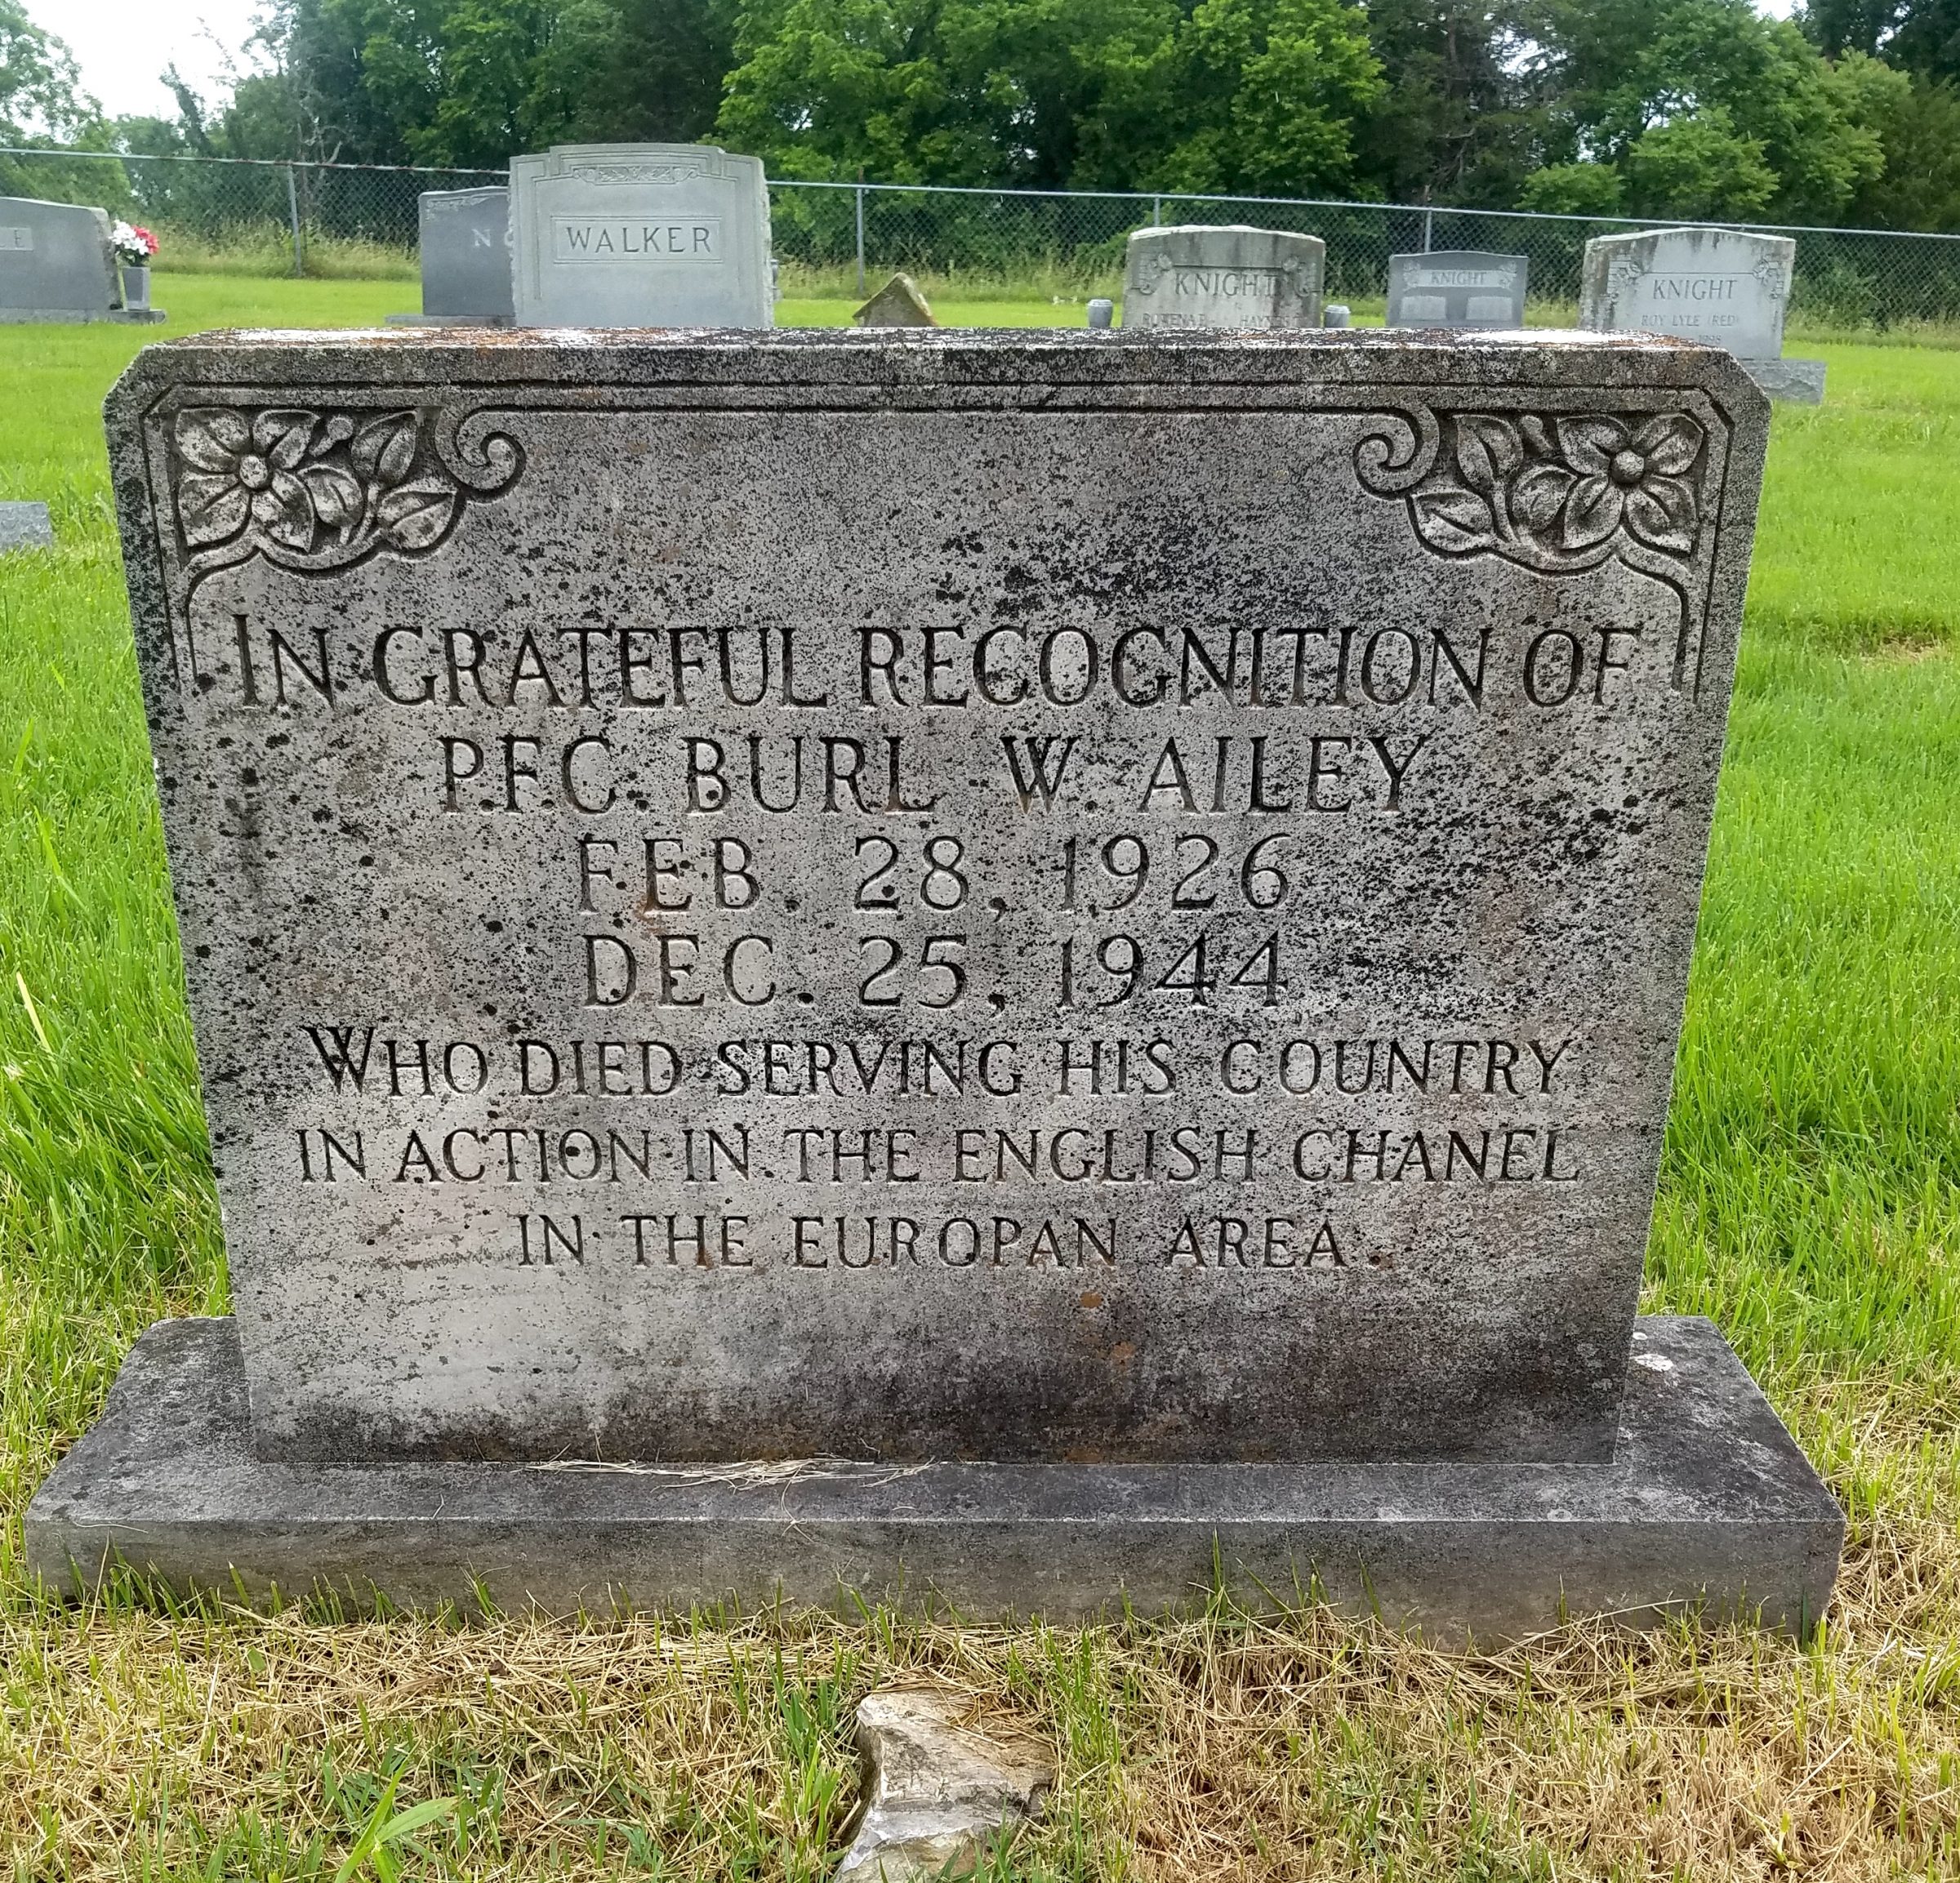 WALKER
KNIGHT
KNIGHT
KNIGHT
ROY LYLE (RED)
IN GRATEFUL RECOGNITION OF
P.F.C. BURL W. AILEY
FEB. 28, 1926
DEC. 25, 1944
WHO DIED SERVING HIS COUNTRY
IN ACTION IN THE ENGLISH CHANEL
IN THE EUROPAN AREA.